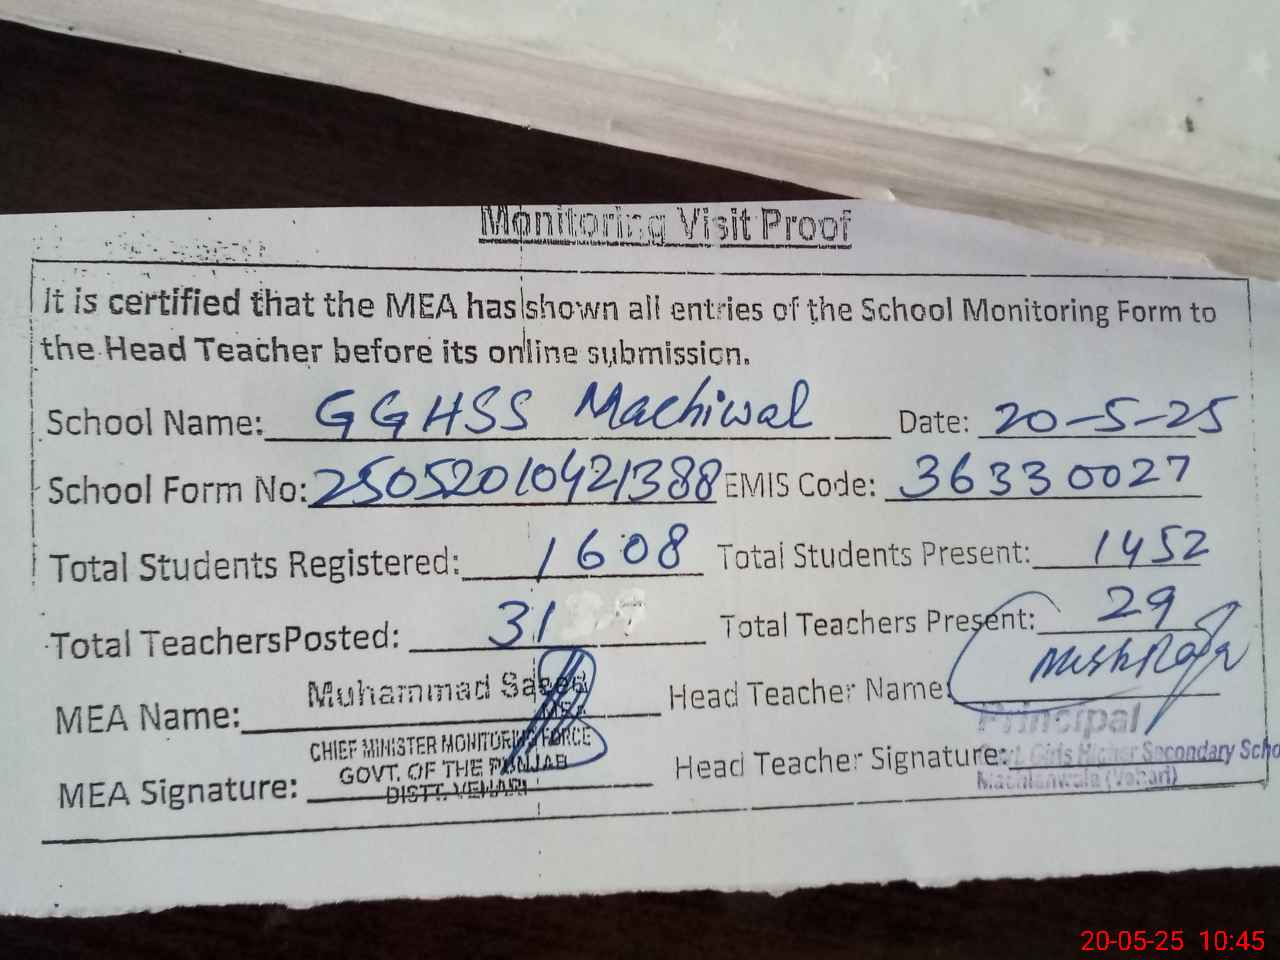 Monitoring Visit Proof
It is certified that the MEA has shown all entries of the School Monitoring Form to
the Head Teacher before its online submission.
School Name: GGHSS Machiwal Date: 20-5-25
School Form No: 25052010421388 EMIS Code: 36330027
Total Students Registered: 1608 Total Students Present: 1452
Total TeachersPosted: 31 Total Teachers Present: 29
MEA Name: Muhammad Saeed Head Teacher Name:
MEA
CHIEF MINISTER MONITORING FORCE
GOVT. OF THE PUNJAB
DISTT. VEHARI
MEA Signature: Head Teacher Signature:
Principal
Girls Higher Secondary Scho
Machianwala (Vehari)
20-05-25 10:45